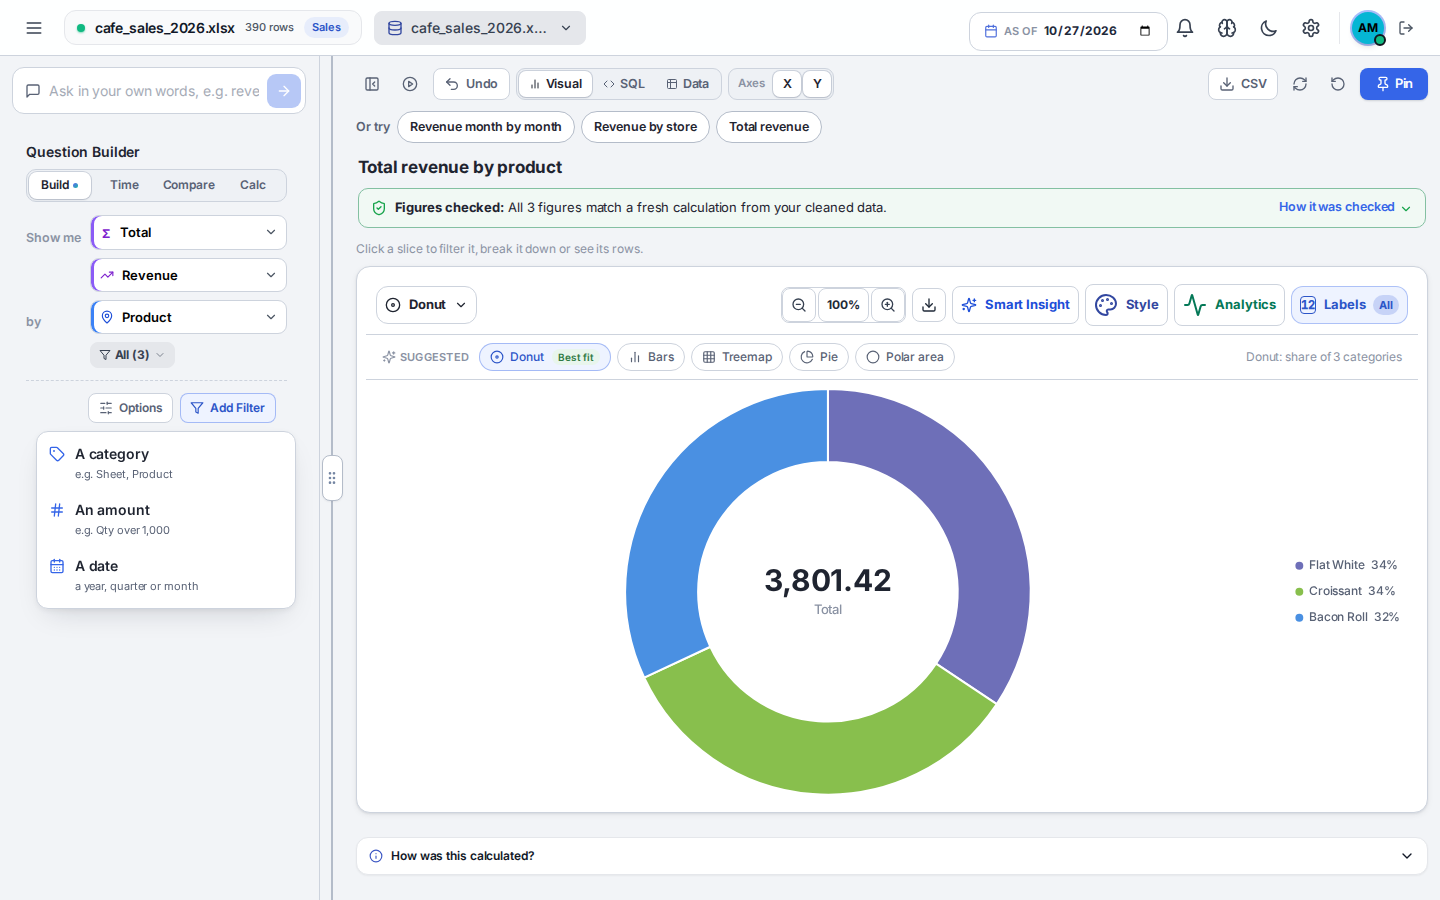 cafe_sales_2026.xlsx 390 rows Sales cafe_sales_2026.x... AS OF 10/27/2026 AM
Ask in your own words, e.g. reve
Undo Visual SQL Data Axes X Y CSV Pin
Or try Revenue month by month Revenue by store Total revenue
Question Builder
Build Time Compare Calc
Show me Total
Revenue
by Product
All (3)
Options Add Filter
A category
e.g. Sheet, Product
An amount
e.g. Qty over 1,000
A date
a year, quarter or month
Total revenue by product
Figures checked: All 3 figures match a fresh calculation from your cleaned data. How it was checked
Click a slice to filter it, break it down or see its rows.
Donut 100% Smart Insight Style Analytics 12 Labels All
SUGGESTED Donut Best fit Bars Treemap Pie Polar area Donut: share of 3 categories
3,801.42
Total
Flat White 34%
Croissant 34%
Bacon Roll 32%
How was this calculated?